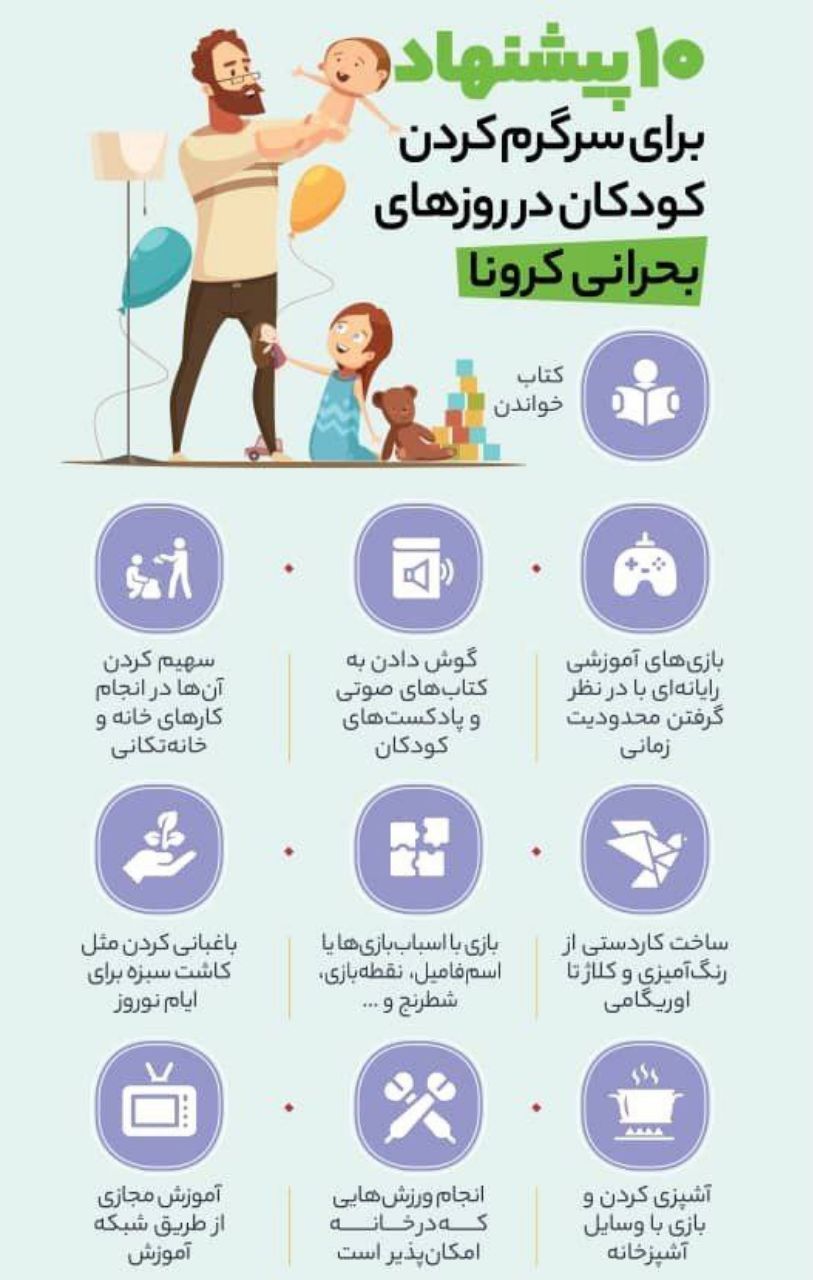 ۱۰ پیشنهاد
برای سرگرم کردن
کودکان در روزهای
بحرانی کرونا
کتاب
خواندن
بازی‌های آموزشی
رایانه‌ای با در نظر
گرفتن محدودیت
زمانی
گوش دادن به
کتاب‌های صوتی
و پادکست‌های
کودکان
سهیم کردن
آن‌ها در انجام
کارهای خانه و
خانه‌تکانی
ساخت کاردستی از
رنگ‌آمیزی و کلاژ تا
اوریگامی
بازی با اسباب‌بازی‌ها یا
اسم‌فامیل، نقطه‌بازی،
شطرنج و ...
باغبانی کردن مثل
کاشت سبزه برای
ایام نوروز
آشپزی کردن و
بازی با وسایل
آشپزخانه
انجام ورزش‌هایی
کــه در خــانــه
امکان‌پذیر است
آموزش مجازی
از طریق شبکه
آموزش